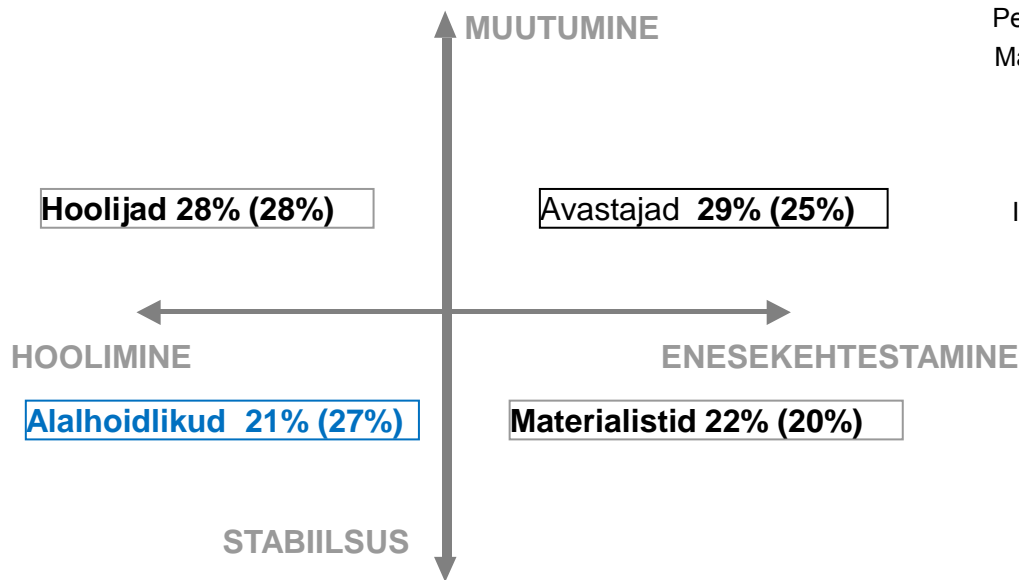 MUUTUMINE
Hoolijad 28% (28%)
Avastajad 29% (25%)
HOOLIMINE
ENESEKEHTESTAMINE
Alalhoidlikud 21% (27%)
Materialistid 22% (20%)
STABIILSUS